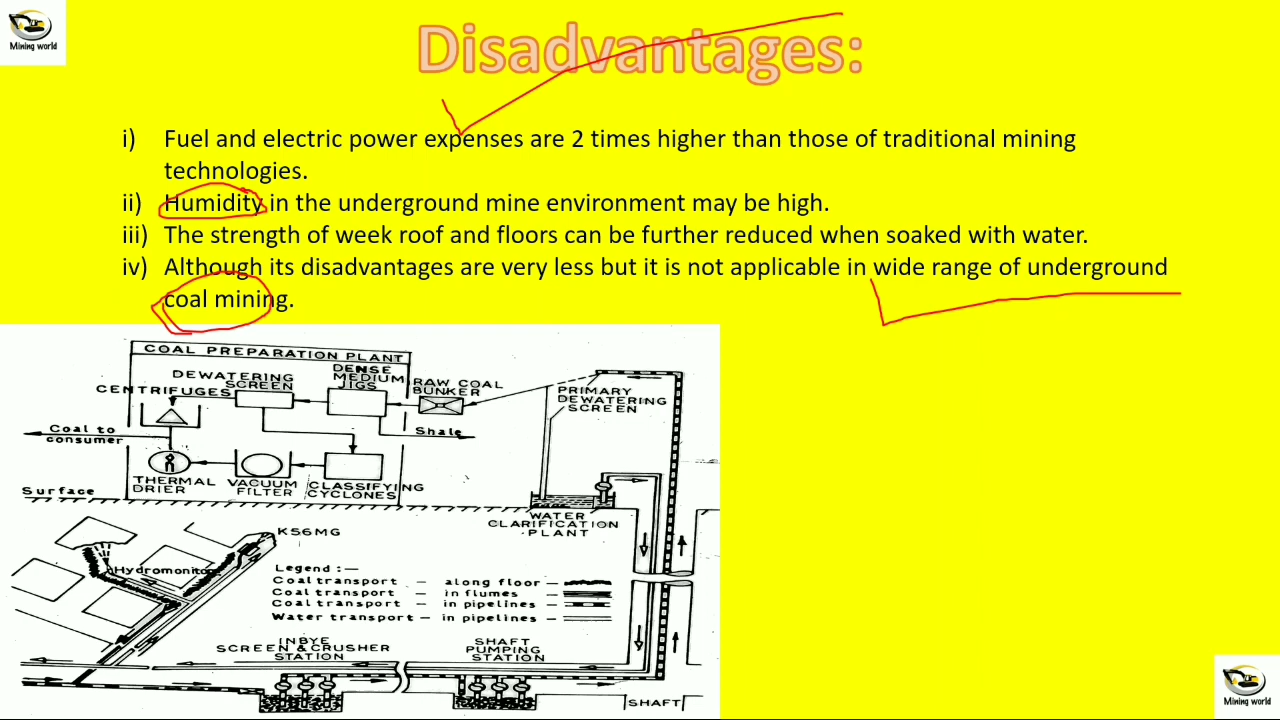 Mining world
Disadvantages:
i) Fuel and electric power expenses are 2 times higher than those of traditional mining
technologies.
ii) Humidity in the underground mine environment may be high.
iii) The strength of week roof and floors can be further reduced when soaked with water.
iv) Although its disadvantages are very less but it is not applicable in wide range of underground
coal mining.
COAL PREPARATION PLANT
CENTRIFUGES
DEWATERING
SCREEN
DENSE
MEDIUM
JIGS
RAW COAL
BUNKER
PRIMARY
DEWATERING
SCREEN
Coal to
consumer
Shale
THERMAL
DRIER
VACUUM
FILTER
CLASSIFYING
CYCLONES
Surface
WATER
CLARIFICATION
PLANT
KS6MG
Hydromonitor
Legend :—
Coal transport — along floor —
Coal transport — in flumes —
Coal transport — in pipelines —
Water transport — in pipelines —
INBYE
SCREEN & CRUSHER
STATION
SHAFT
PUMPING
STATION
SHAFT
Mining world